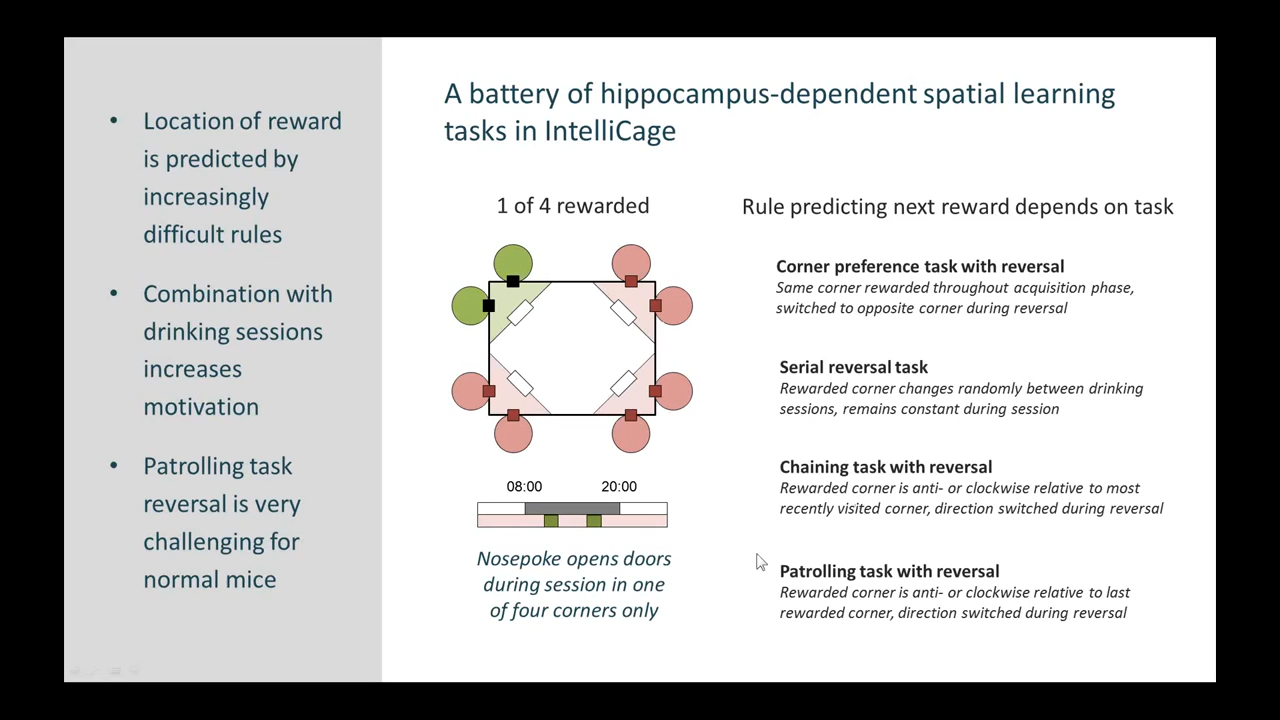 • Location of reward
is predicted by
increasingly
difficult rules
• Combination with
drinking sessions
increases
motivation
• Patrolling task
reversal is very
challenging for
normal mice
A battery of hippocampus-dependent spatial learning
tasks in IntelliCage
1 of 4 rewarded
08:00 20:00
Nosepoke opens doors
during session in one
of four corners only
Rule predicting next reward depends on task
Corner preference task with reversal
Same corner rewarded throughout acquisition phase,
switched to opposite corner during reversal
Serial reversal task
Rewarded corner changes randomly between drinking
sessions, remains constant during session
Chaining task with reversal
Rewarded corner is anti- or clockwise relative to most
recently visited corner, direction switched during reversal
Patrolling task with reversal
Rewarded corner is anti- or clockwise relative to last
rewarded corner, direction switched during reversal